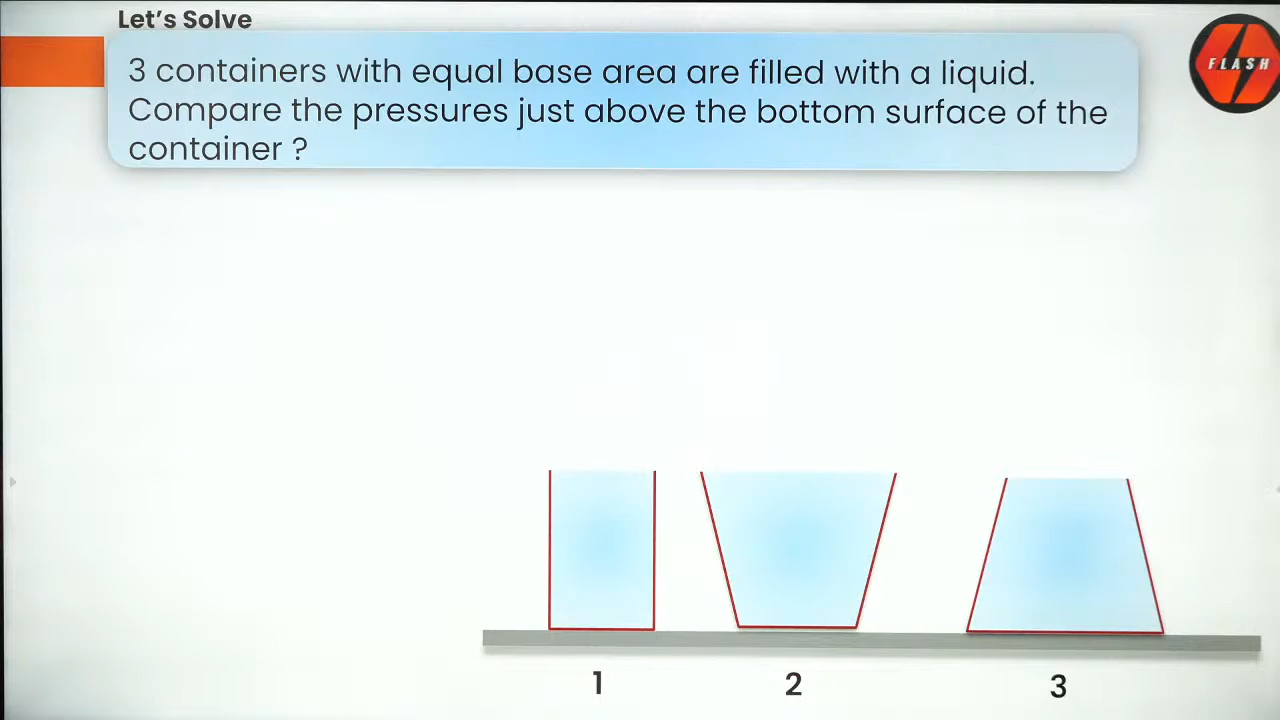 Let's Solve
3 containers with equal base area are filled with a liquid.
Compare the pressures just above the bottom surface of the
container ?
FLASH
1
2
3